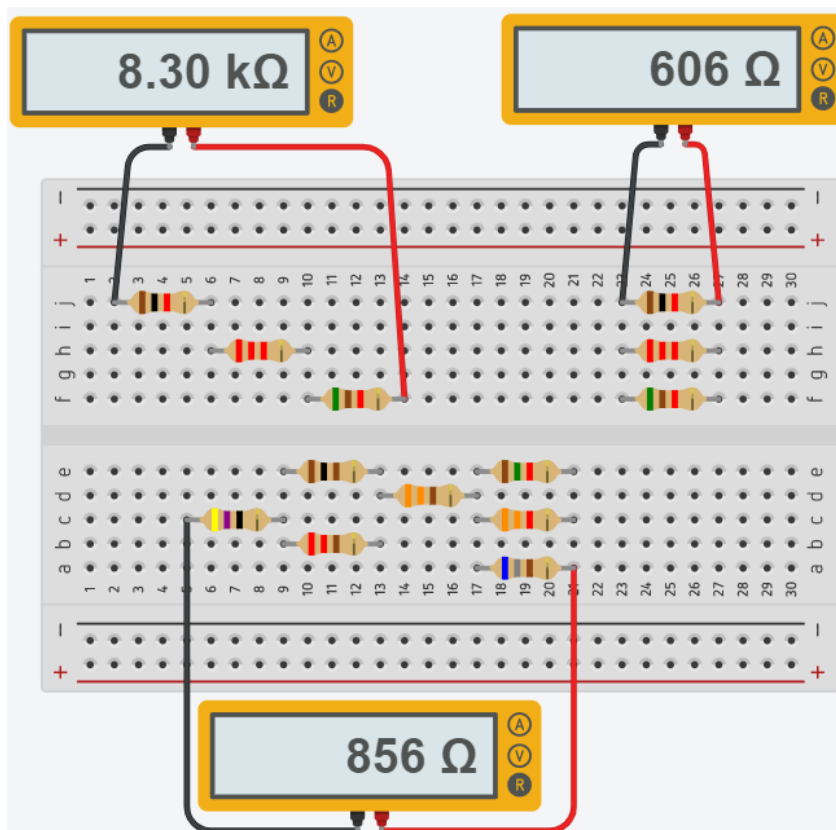 8.30 kΩ
A
V
R
606 Ω
A
V
R
− −
+ +
1 2 3 4 5 6 7 8 9 10 11 12 13 14 15 16 17 18 19 20 21 22 23 24 25 26 27 28 29 30
j j
i i
h h
g g
f f
e e
d d
c c
b b
a a
1 2 3 4 5 6 7 8 9 10 11 12 13 14 15 16 17 18 19 20 21 22 23 24 25 26 27 28 29 30
− −
+ +
856 Ω
A
V
R